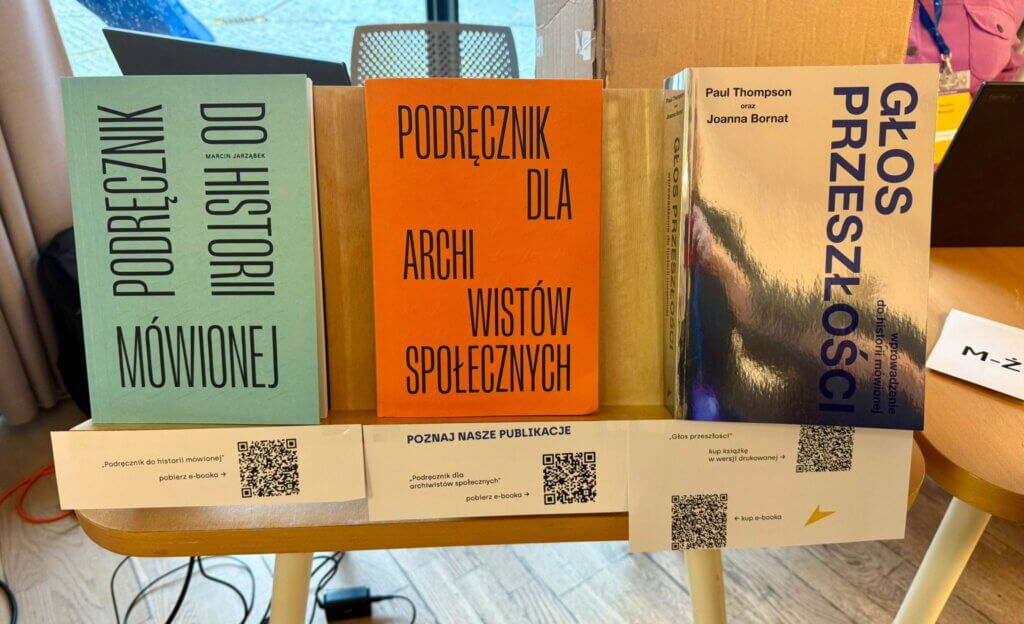 PODRĘCZNIK
DO HISTORII
MARCIN JARZĄBEK
MÓWIONEJ
PODRĘCZNIK
DLA
ARCHI
WISTÓW
SPOŁECZNYCH
GŁOS PRZESZŁOŚCI
Paul Thompson
oraz
Joanna Bornat
GŁOS
PRZESZŁOŚCI
wprowadzenie
do historii mówionej
M-Ż
„Podręcznik do historii mówionej"
pobierz e-booka →
POZNAJ NASZE PUBLIKACJE
„Podręcznik dla
archiwistów społecznych"
pobierz e-booka →
„Głos przeszłości"
kup książkę
w wersji drukowanej →
← kup e-booka